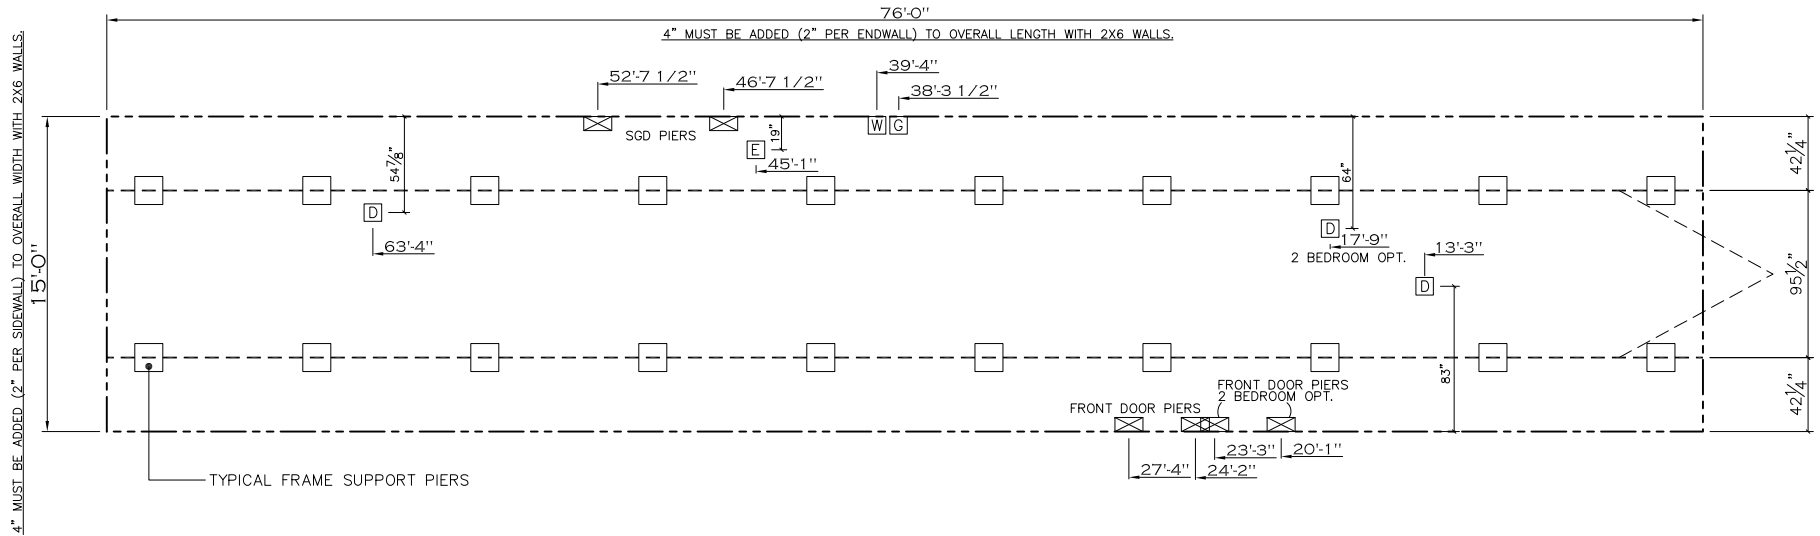 76'-0"
4" MUST BE ADDED (2" PER ENDWALL) TO OVERALL LENGTH WITH 2X6 WALLS.
4" MUST BE ADDED (2" PER SIDEWALL) TO OVERALL WIDTH WITH 2X6 WALLS.
15'-0"
52'-7 1/2"
46'-7 1/2"
39'-4"
38'-3 1/2"
SGD PIERS
W
G
E
19"
45'-1"
54 7/8"
D
63'-4"
64"
D
17'-9"
2 BEDROOM OPT.
13'-3"
D
83"
42 1/4"
95 1/2"
42 1/4"
FRONT DOOR PIERS
2 BEDROOM OPT.
FRONT DOOR PIERS
23'-3"
20'-1"
27'-4"
24'-2"
TYPICAL FRAME SUPPORT PIERS